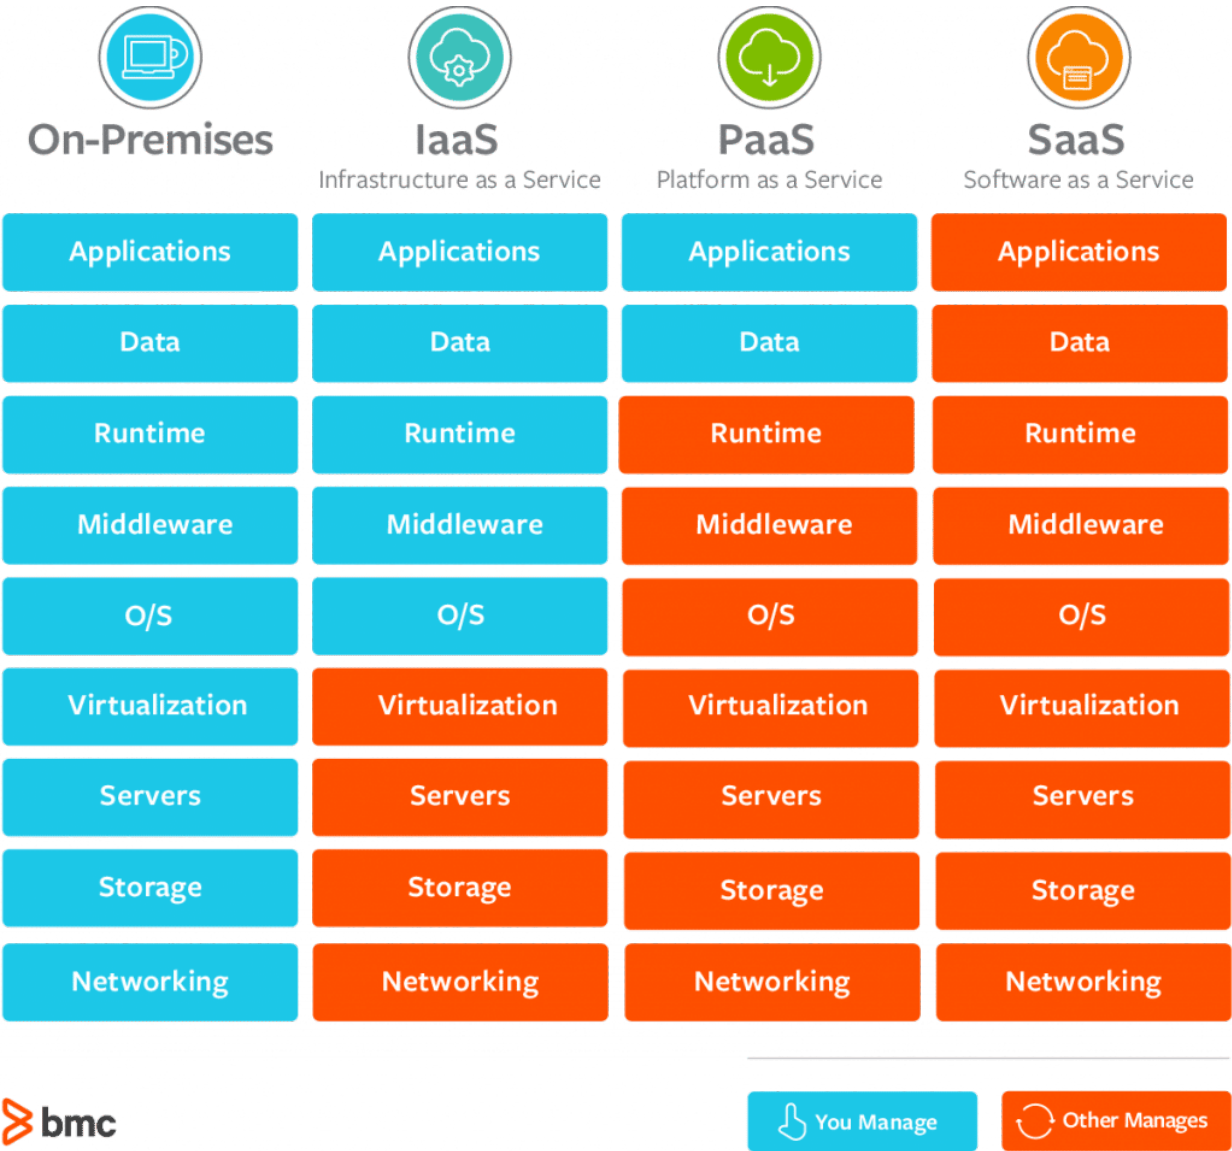 On-Premises
IaaS
PaaS
SaaS
Infrastructure as a Service
Platform as a Service
Software as a Service
Applications
Applications
Applications
Applications
Data
Data
Data
Data
Runtime
Runtime
Runtime
Runtime
Middleware
Middleware
Middleware
Middleware
O/S
O/S
O/S
O/S
Virtualization
Virtualization
Virtualization
Virtualization
Servers
Servers
Servers
Servers
Storage
Storage
Storage
Storage
Networking
Networking
Networking
Networking
bmc
You Manage
Other Manages